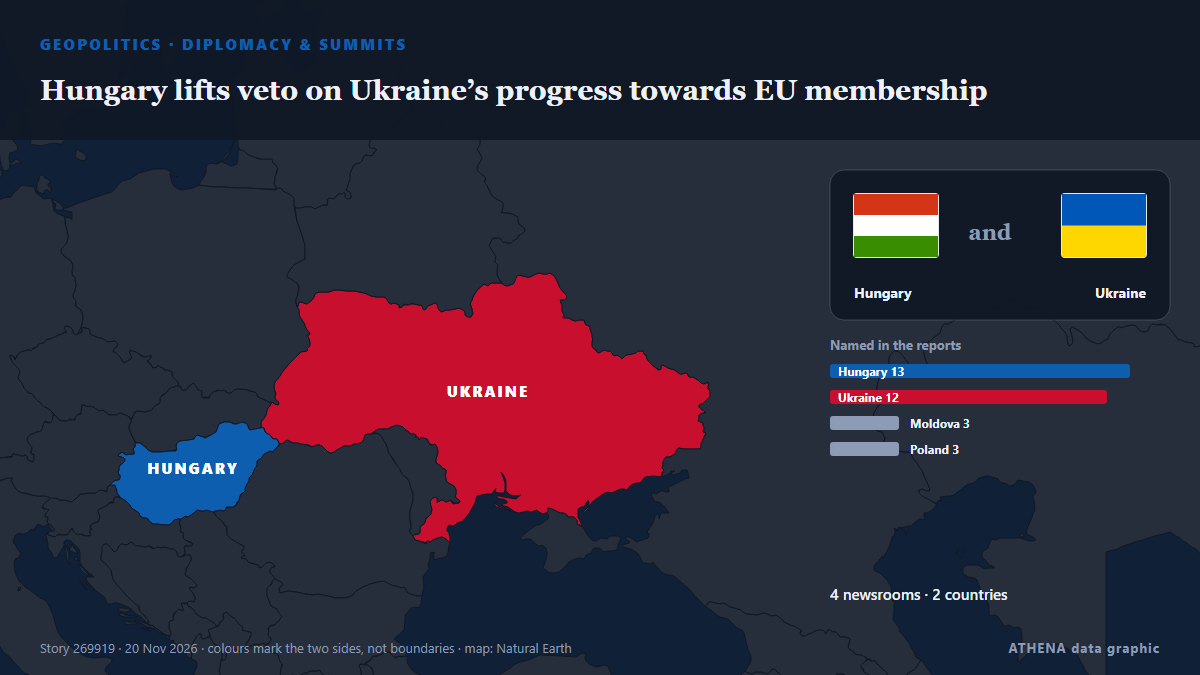 GEOPOLITICS · DIPLOMACY & SUMMITS
Hungary lifts veto on Ukraine’s progress towards EU membership
and
Hungary
Ukraine
Named in the reports
Hungary 13
Ukraine 12
Moldova 3
Poland 3
UKRAINE
HUNGARY
4 newsrooms · 2 countries
Story 269919 · 20 Nov 2026 · colours mark the two sides, not boundaries · map: Natural Earth
ATHENA data graphic